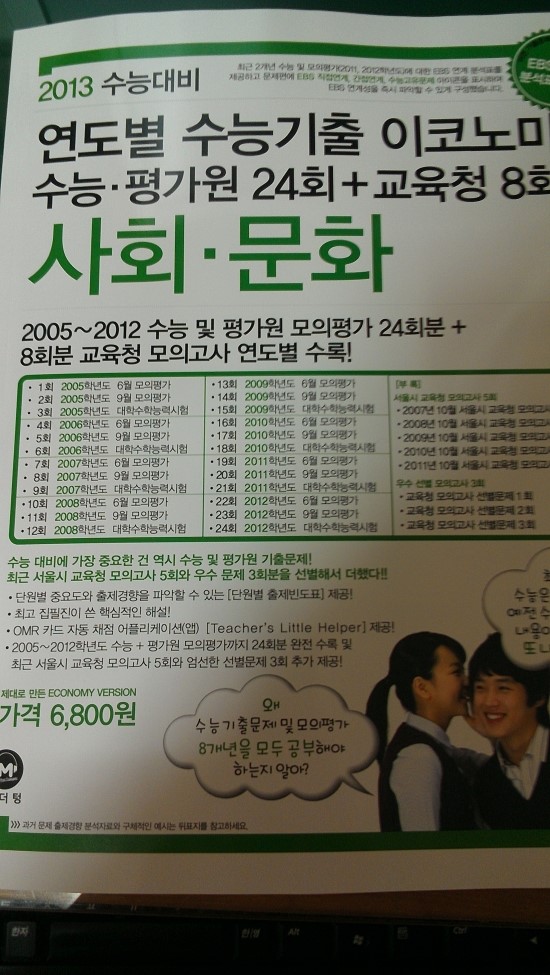 2013 수능대비
최근 2개년 수능 및 모의평가(2011, 2012학년도)에 대한 EBS 연계 분석표를
제공하고 문제편에 EBS 직접연계, 간접연계, 수능고유문제 아이콘을 표시하여
EBS 연계성을 즉시 파악할 수 있게 구성했습니다.
EBS
분석표
연도별 수능기출 이코노미
수능·평가원 24회+교육청 8회
사회·문화
2005~2012 수능 및 평가원 모의평가 24회분 +
8회분 교육청 모의고사 연도별 수록!
• 1회 2005학년도 6월 모의평가
• 2회 2005학년도 9월 모의평가
• 3회 2005학년도 대학수학능력시험
• 4회 2006학년도 6월 모의평가
• 5회 2006학년도 9월 모의평가
• 6회 2006학년도 대학수학능력시험
• 7회 2007학년도 6월 모의평가
• 8회 2007학년도 9월 모의평가
• 9회 2007학년도 대학수학능력시험
• 10회 2008학년도 6월 모의평가
• 11회 2008학년도 9월 모의평가
• 12회 2008학년도 대학수학능력시험
• 13회 2009학년도 6월 모의평가
• 14회 2009학년도 9월 모의평가
• 15회 2009학년도 대학수학능력시험
• 16회 2010학년도 6월 모의평가
• 17회 2010학년도 9월 모의평가
• 18회 2010학년도 대학수학능력시험
• 19회 2011학년도 6월 모의평가
• 20회 2011학년도 9월 모의평가
• 21회 2011학년도 대학수학능력시험
• 22회 2012학년도 6월 모의평가
• 23회 2012학년도 9월 모의평가
• 24회 2012학년도 대학수학능력시험
[부 록]
서울시 교육청 모의고사 5회
• 2007년 10월 서울시 교육청 모의고사
• 2008년 10월 서울시 교육청 모의고사
• 2009년 10월 서울시 교육청 모의고사
• 2010년 10월 서울시 교육청 모의고사
• 2011년 10월 서울시 교육청 모의고사
우수 선별 모의고사 3회
• 교육청 모의고사 선별문제 1회
• 교육청 모의고사 선별문제 2회
• 교육청 모의고사 선별문제 3회
수능 대비에 가장 중요한 건 역시 수능 및 평가원 기출문제!
최근 서울시 교육청 모의고사 5회와 우수 문제 3회분을 선별해서 더했다!!
• 단원별 중요도와 출제경향을 파악할 수 있는 [단원별 출제빈도표] 제공!
• 최고 집필진이 쓴 핵심적인 해설!
• OMR 카드 자동 채점 어플리케이션(앱) [Teacher's Little Helper] 제공!
• 2005~2012학년도 수능 + 평가원 모의평가까지 24회분 완전 수록 및
최근 서울시 교육청 모의고사 5회와 엄선한 선별문제 3회 추가 제공!
수능은
예전 수
내용이
또 나
제대로 만든 ECONOMY VERSION
가격 6,800원
왜
수능기출문제 및 모의평가
8개년을 모두 공부해야
하는지 알아?
M
더 텅
>>> 과거 문제 출제경향 분석자료와 구체적인 예시는 뒤표지를 참고하세요.
한자
한/영
Alt
Ctrl